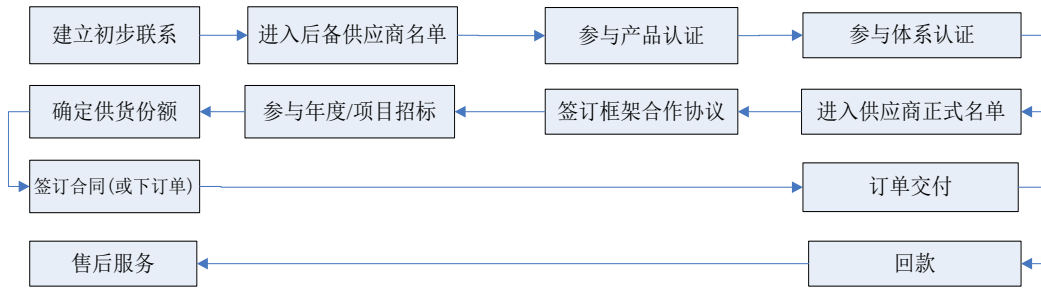 建立初步联系
进入后备供应商名单
参与产品认证
参与体系认证
确定供货份额
参与年度/项目招标
签订框架合作协议
进入供应商正式名单
签订合同(或下订单)
订单交付
售后服务
回款